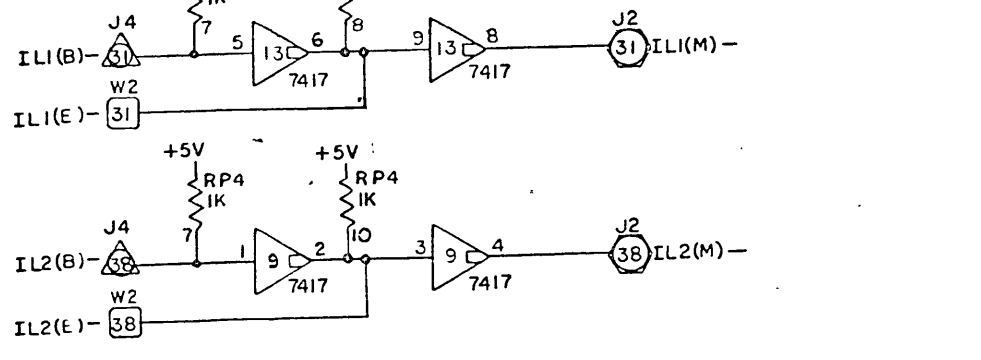 1K
J4
7
8
J2
IL1(B)- 31 5 13 6 9 13 8 31 IL1(M) -
7417 7417
W2
IL1(E)- 31
+5V +5V
RP4 RP4
1K 1K
J4 7 10 J2
IL2(B)- 38 1 9 2 3 9 4 38 IL2(M) -
7417 7417
W2
IL2(E)- 38